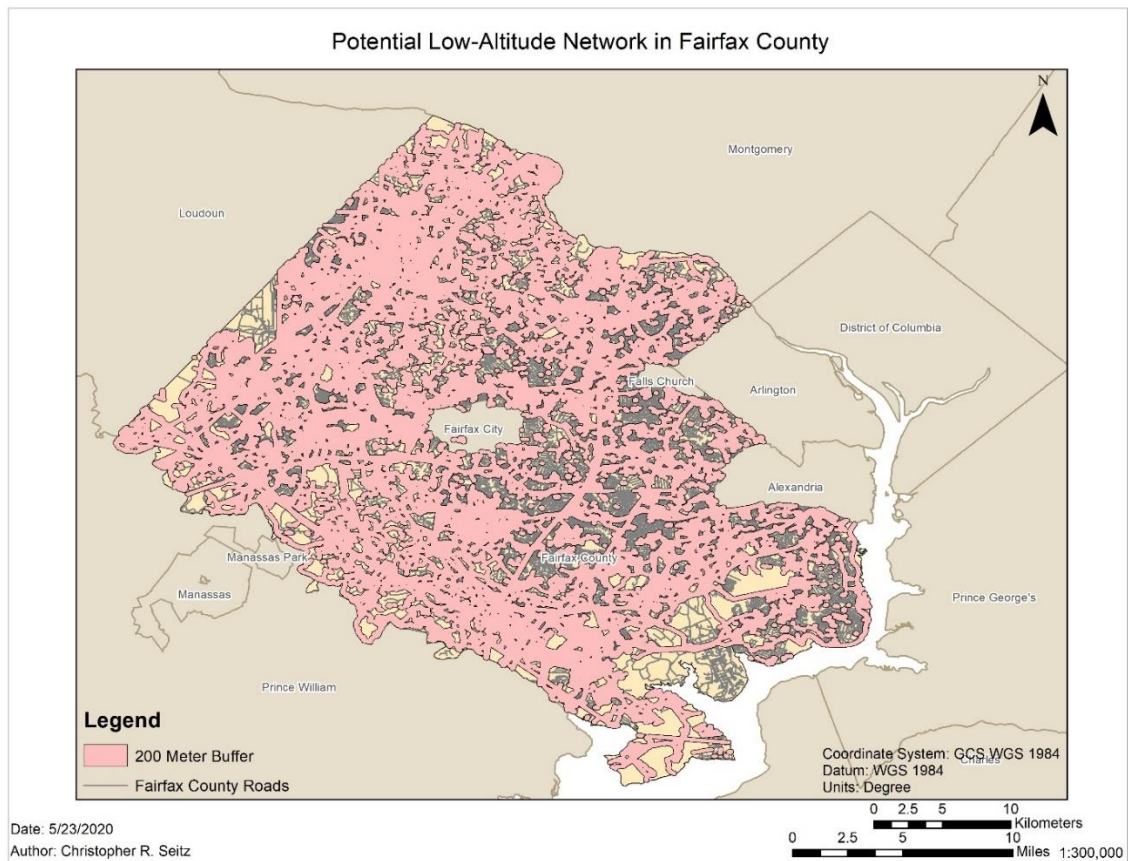 Potential Low-Altitude Network in Fairfax County
N
Montgomery
Loudoun
District of Columbia
Falls Church
Arlington
Fairfax City
Alexandria
Manassas Park
Fairfax County
Manassas
Prince George's
Prince William
Legend
200 Meter Buffer
Fairfax County Roads
Coordinate System: GCS WGS 1984
Charles
Datum: WGS 1984
Units: Degree
0 2.5 5 10
Kilometers
0 2.5 5 10
Miles 1:300,000
Date: 5/23/2020
Author: Christopher R. Seitz